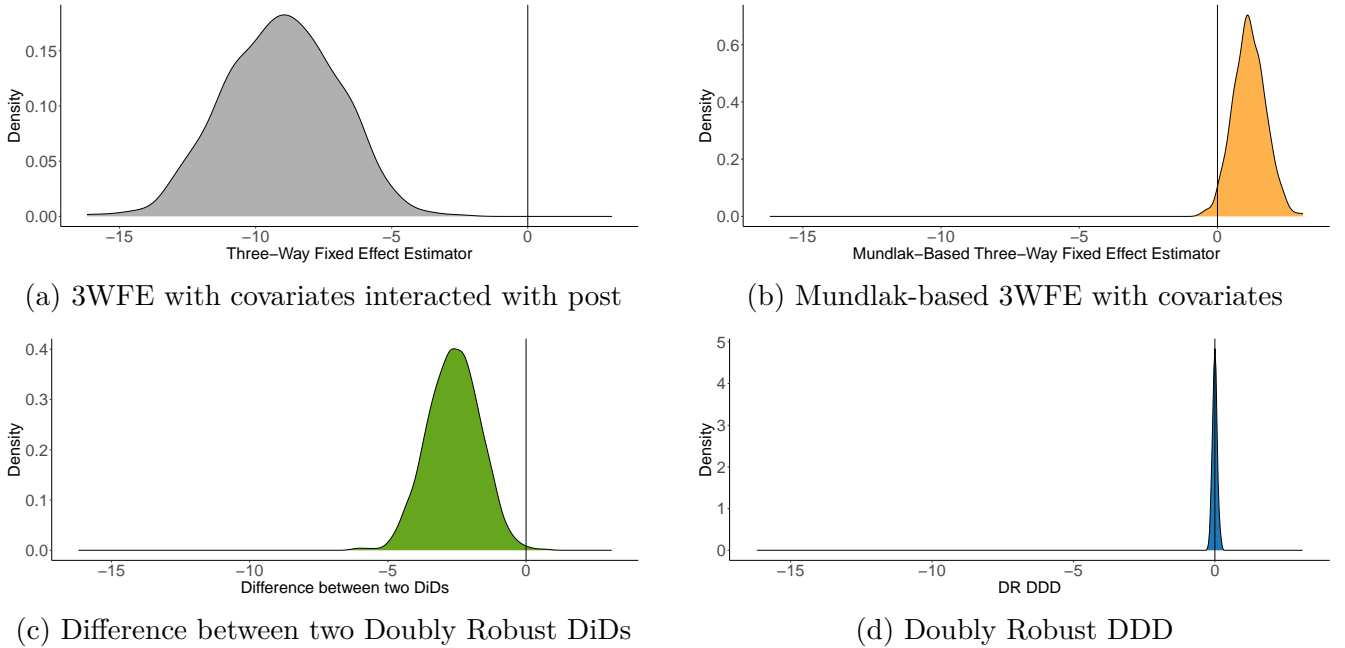 Density
0.15
0.10
0.05
0.00
−15
−10
−5
0
Three−Way Fixed Effect Estimator
(a) 3WFE with covariates interacted with post
Density
0.6
0.4
0.2
0.0
−15
−10
−5
0
Mundlak−Based Three−Way Fixed Effect Estimator
(b) Mundlak-based 3WFE with covariates
Density
0.4
0.3
0.2
0.1
0.0
−15
−10
−5
0
Difference between two DiDs
(c) Difference between two Doubly Robust DiDs
Density
5
4
3
2
1
0
−15
−10
−5
0
DR DDD
(d) Doubly Robust DDD